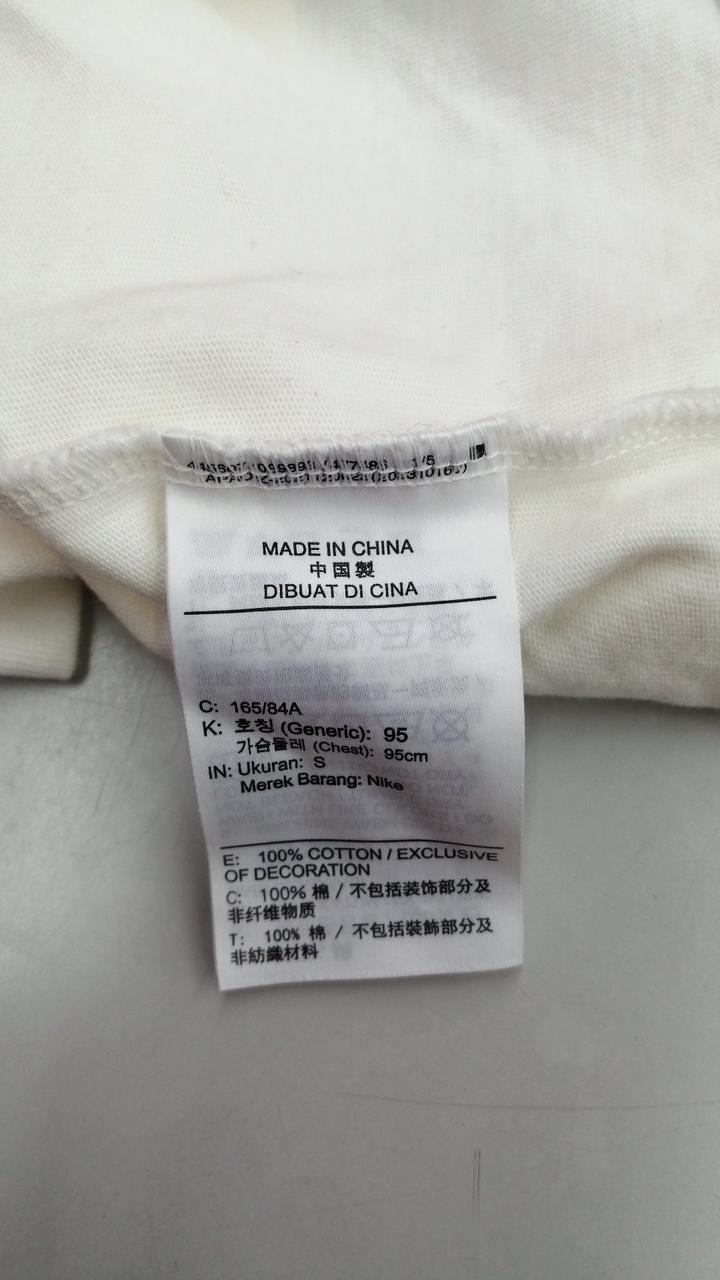 1/5
MADE IN CHINA
中国製
DIBUAT DI CINA
C: 165/84A
K: 호칭 (Generic): 95
가슴둘레 (Chest): 95cm
IN: Ukuran: S
Merek Barang: Nike
E: 100% COTTON / EXCLUSIVE
OF DECORATION
C: 100% 棉 / 不包括装饰部分及
非纤维物质
T: 100% 棉 / 不包括裝飾部分及
非紡織材料